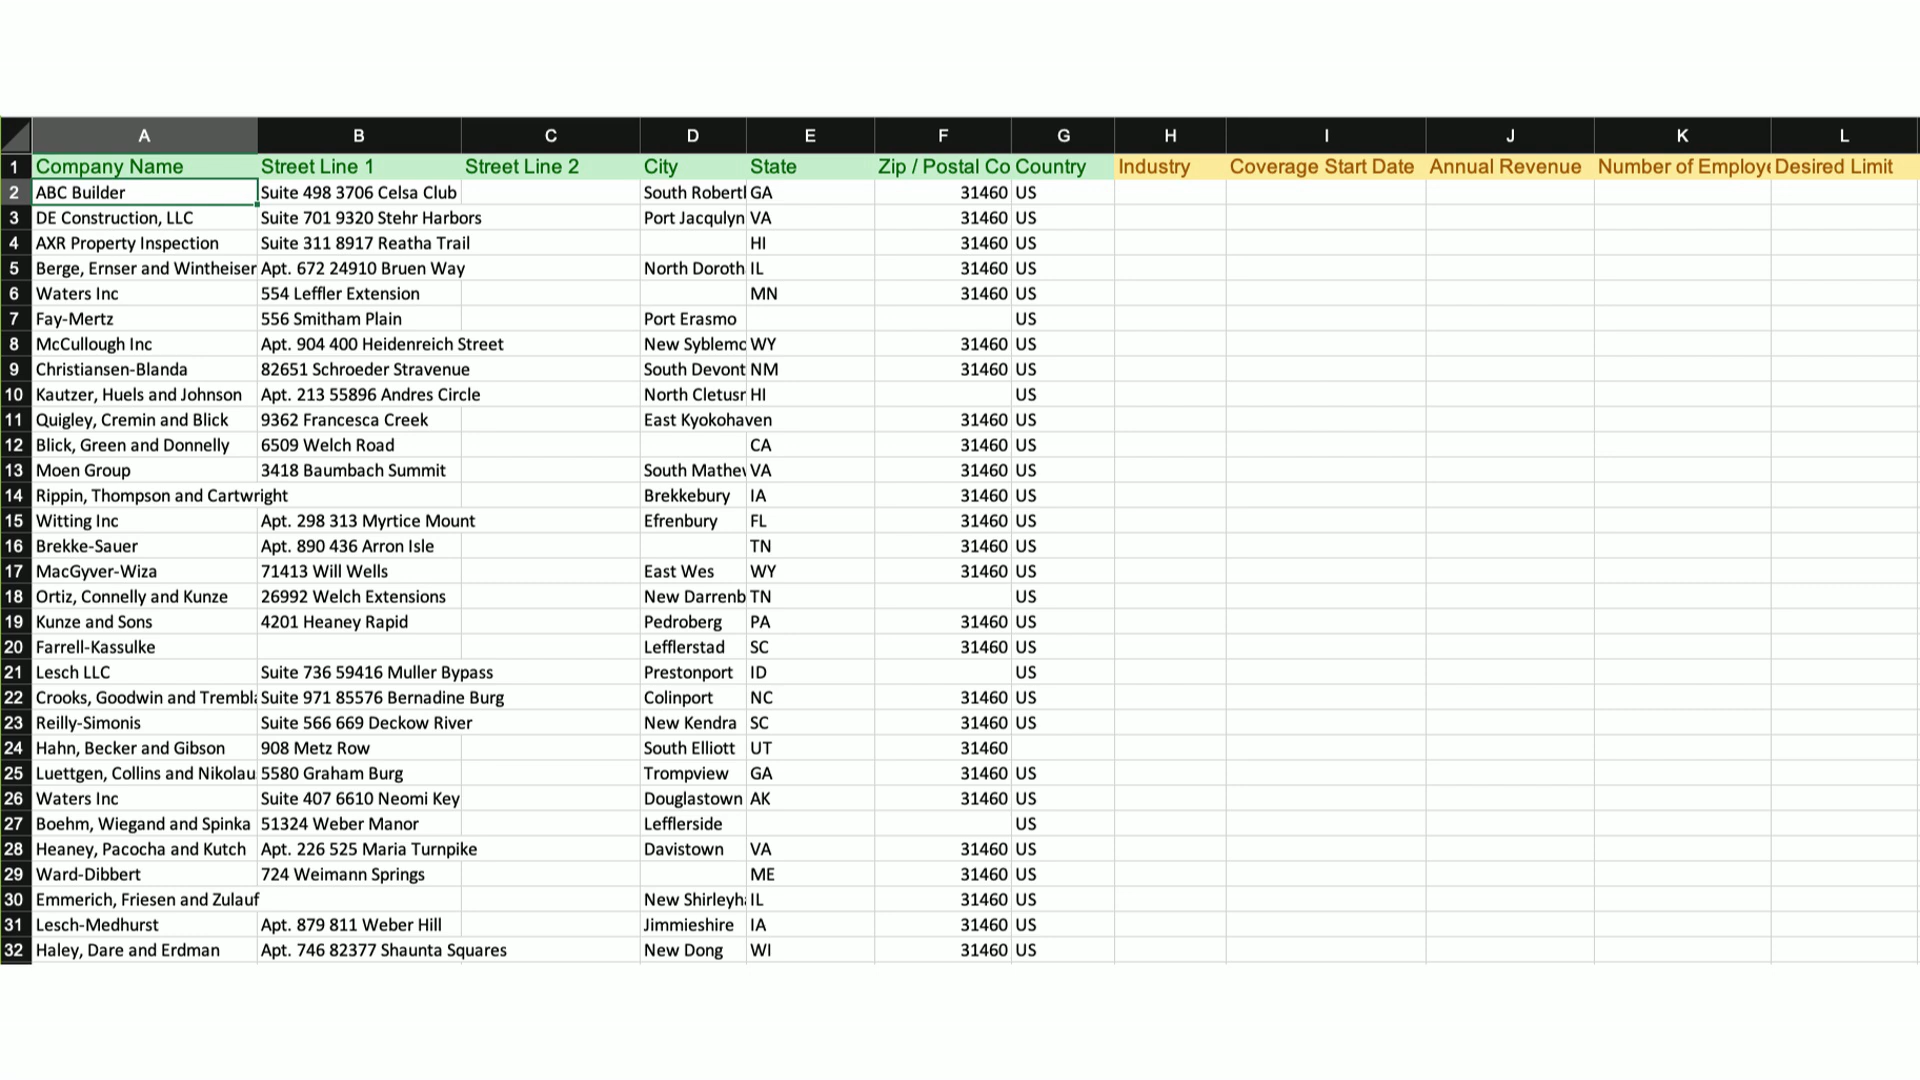 A B C D E F G H I J K L
1 Company Name Street Line 1 Street Line 2 City State Zip / Postal Co Country Industry Coverage Start Date Annual Revenue Number of Employe Desired Limit
2 ABC Builder Suite 498 3706 Celsa Club South Robertl GA 31460 US
3 DE Construction, LLC Suite 701 9320 Stehr Harbors Port Jacqulyn VA 31460 US
4 AXR Property Inspection Suite 311 8917 Reatha Trail HI 31460 US
5 Berge, Ernser and Wintheiser Apt. 672 24910 Bruen Way North Doroth IL 31460 US
6 Waters Inc 554 Leffler Extension MN 31460 US
7 Fay-Mertz 556 Smitham Plain Port Erasmo US
8 McCullough Inc Apt. 904 400 Heidenreich Street New Syblemo WY 31460 US
9 Christiansen-Blanda 82651 Schroeder Stravenue South Devont NM 31460 US
10 Kautzer, Huels and Johnson Apt. 213 55896 Andres Circle North Cletusr HI US
11 Quigley, Cremin and Blick 9362 Francesca Creek East Kyokohaven 31460 US
12 Blick, Green and Donnelly 6509 Welch Road CA 31460 US
13 Moen Group 3418 Baumbach Summit South Mathew VA 31460 US
14 Rippin, Thompson and Cartwright Brekkebury IA 31460 US
15 Witting Inc Apt. 298 313 Myrtice Mount Efrenbury FL 31460 US
16 Brekke-Sauer Apt. 890 436 Arron Isle TN 31460 US
17 MacGyver-Wiza 71413 Will Wells East Wes WY 31460 US
18 Ortiz, Connelly and Kunze 26992 Welch Extensions New Darrenb TN US
19 Kunze and Sons 4201 Heaney Rapid Pedroberg PA 31460 US
20 Farrell-Kassulke Lefflerstad SC 31460 US
21 Lesch LLC Suite 736 59416 Muller Bypass Prestonport ID US
22 Crooks, Goodwin and Trembla Suite 971 85576 Bernadine Burg Colinport NC 31460 US
23 Reilly-Simonis Suite 566 669 Deckow River New Kendra SC 31460 US
24 Hahn, Becker and Gibson 908 Metz Row South Elliott UT 31460
25 Luettgen, Collins and Nikolau 5580 Graham Burg Trompview GA 31460 US
26 Waters Inc Suite 407 6610 Neomi Key Douglastown AK 31460 US
27 Boehm, Wiegand and Spinka 51324 Weber Manor Lefflerside US
28 Heaney, Pacocha and Kutch Apt. 226 525 Maria Turnpike Davistown VA 31460 US
29 Ward-Dibbert 724 Weimann Springs ME 31460 US
30 Emmerich, Friesen and Zulauf New Shirleyha IL 31460 US
31 Lesch-Medhurst Apt. 879 811 Weber Hill Jimmieshire IA 31460 US
32 Haley, Dare and Erdman Apt. 746 82377 Shaunta Squares New Dong WI 31460 US